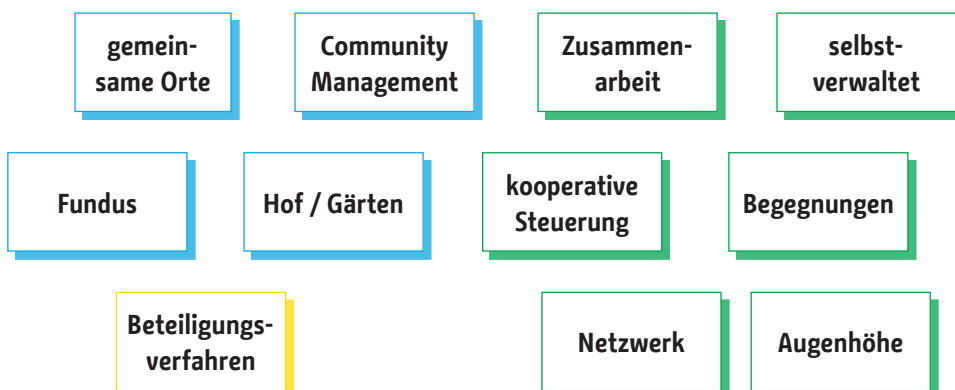 gemein-
same Orte
Community
Management
Zusammen-
arbeit
selbst-
verwaltet
Fundus
Hof / Gärten
kooperative
Steuerung
Begegnungen
Beteiligungs-
verfahren
Netzwerk
Augenhöhe